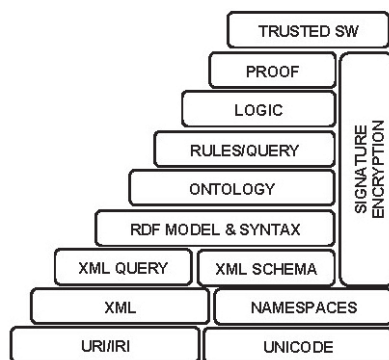 TRUSTED SW
PROOF
LOGIC
RULES/QUERY
ONTOLOGY
RDF MODEL & SYNTAX
XML QUERY
XML SCHEMA
XML
NAMESPACES
URI/IRI
UNICODE
SIGNATURE
ENCRYPTION